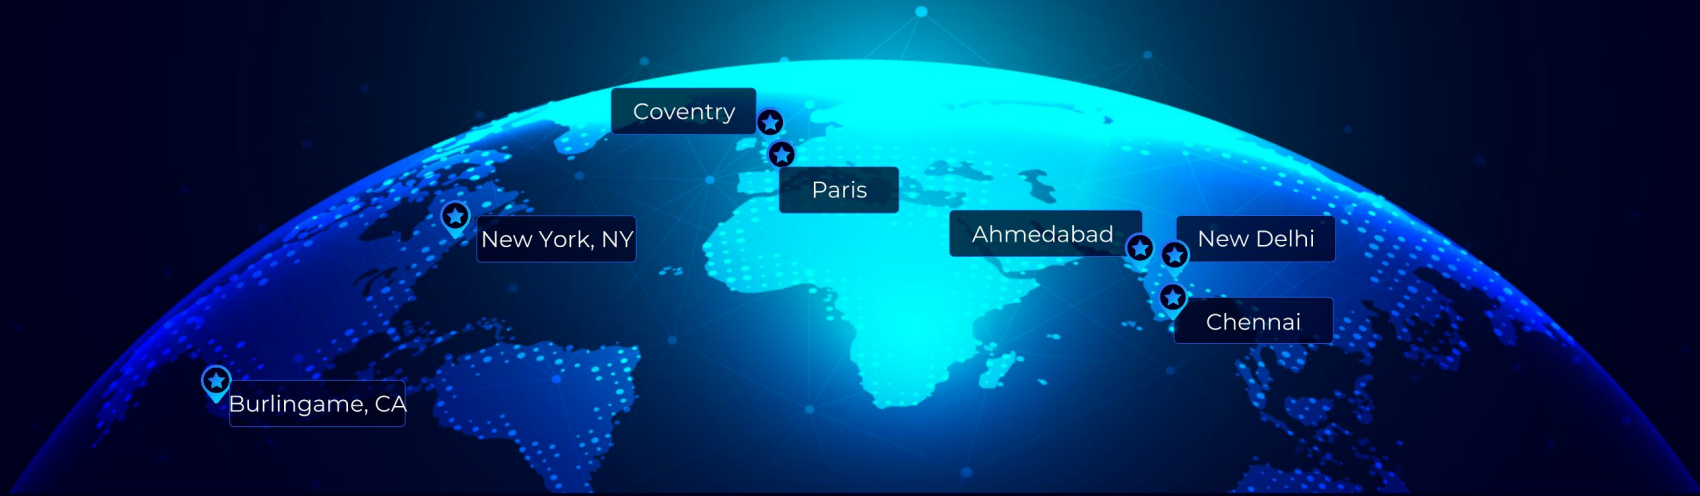 Coventry
Paris
Ahmedabad
New Delhi
New York, NY
Chennai
Burlingame, CA